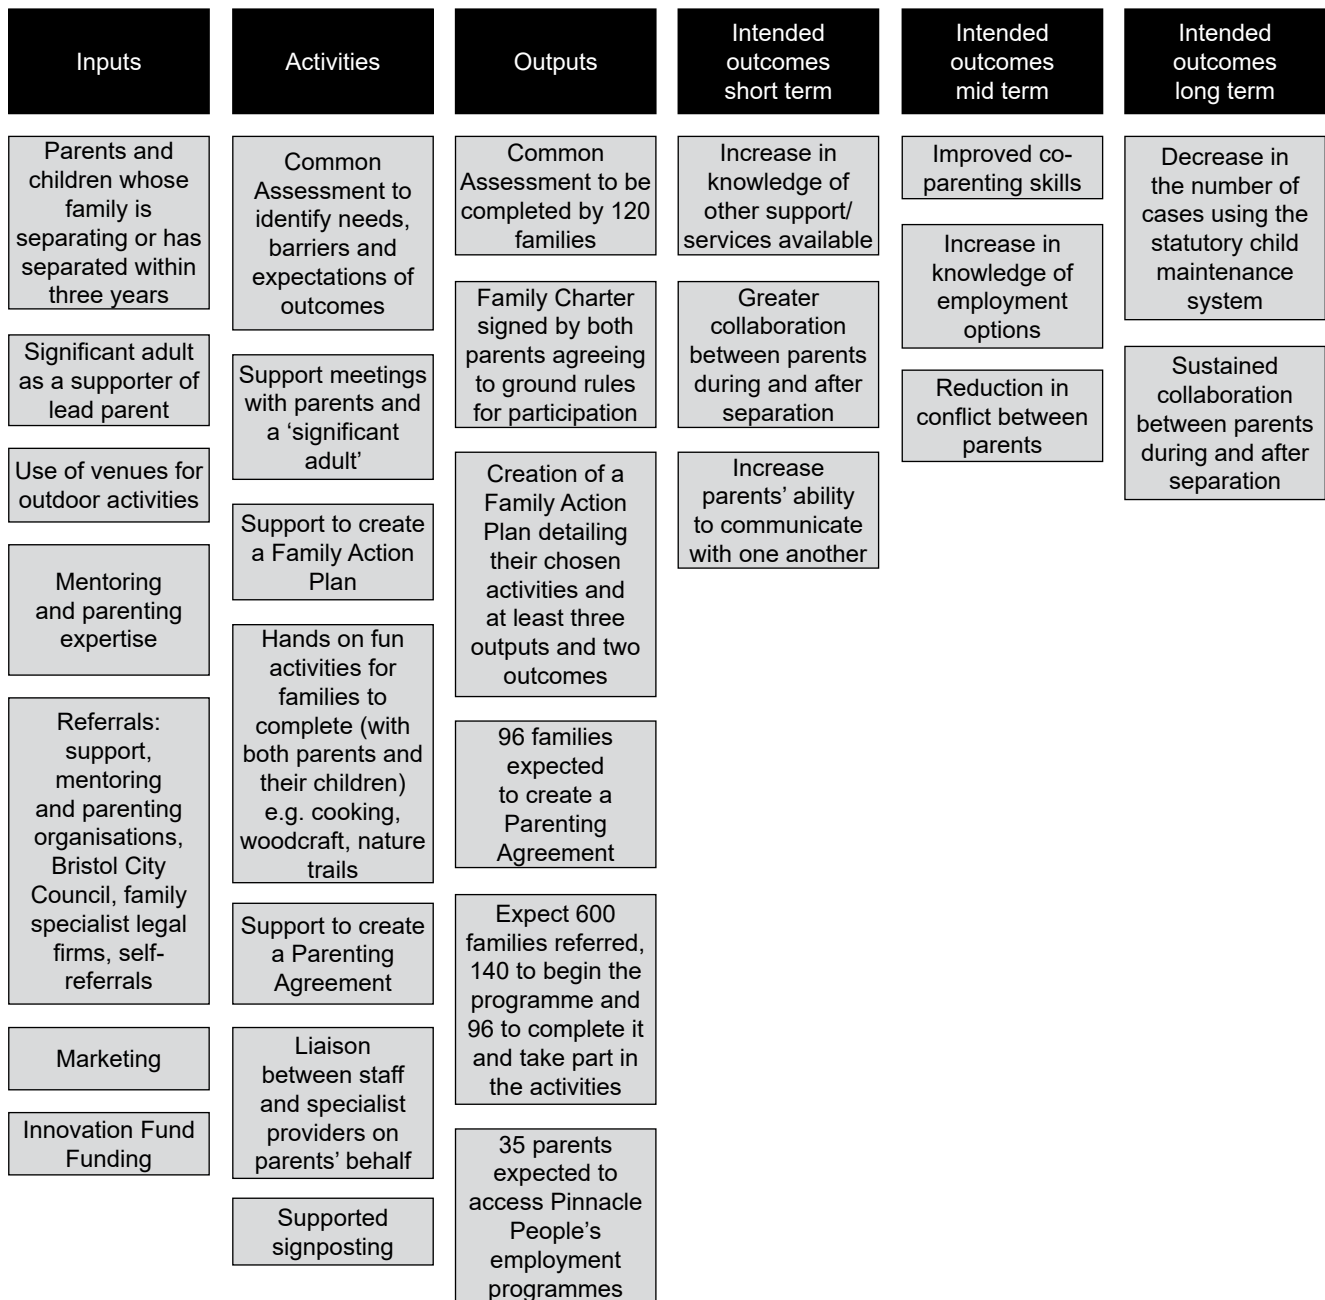 Inputs
Activities
Outputs
Intended
outcomes
short term
Intended
outcomes
mid term
Intended
outcomes
long term
Parents and
children whose
family is
separating or has
separated within
three years
Significant adult
as a supporter of
lead parent
Use of venues for
outdoor activities
Mentoring
and parenting
expertise
Referrals:
support,
mentoring
and parenting
organisations,
Bristol City
Council, family
specialist legal
firms, self-
referrals
Marketing
Innovation Fund
Funding
Common
Assessment to
identify needs,
barriers and
expectations of
outcomes
Support meetings
with parents and
a ‘significant
adult’
Support to create
a Family Action
Plan
Hands on fun
activities for
families to
complete (with
both parents and
their children)
e.g. cooking,
woodcraft, nature
trails
Support to create
a Parenting
Agreement
Liaison
between staff
and specialist
providers on
parents’ behalf
Supported
signposting
Common
Assessment to be
completed by 120
families
Family Charter
signed by both
parents agreeing
to ground rules
for participation
Creation of a
Family Action
Plan detailing
their chosen
activities and
at least three
outputs and two
outcomes
96 families
expected
to create a
Parenting
Agreement
Expect 600
families referred,
140 to begin the
programme and
96 to complete it
and take part in
the activities
35 parents
expected to
access Pinnacle
People’s
employment
programmes
Increase in
knowledge of
other support/
services available
Greater
collaboration
between parents
during and after
separation
Increase
parents’ ability
to communicate
with one another
Improved co-
parenting skills
Increase in
knowledge of
employment
options
Reduction in
conflict between
parents
Decrease in
the number of
cases using the
statutory child
maintenance
system
Sustained
collaboration
between parents
during and after
separation